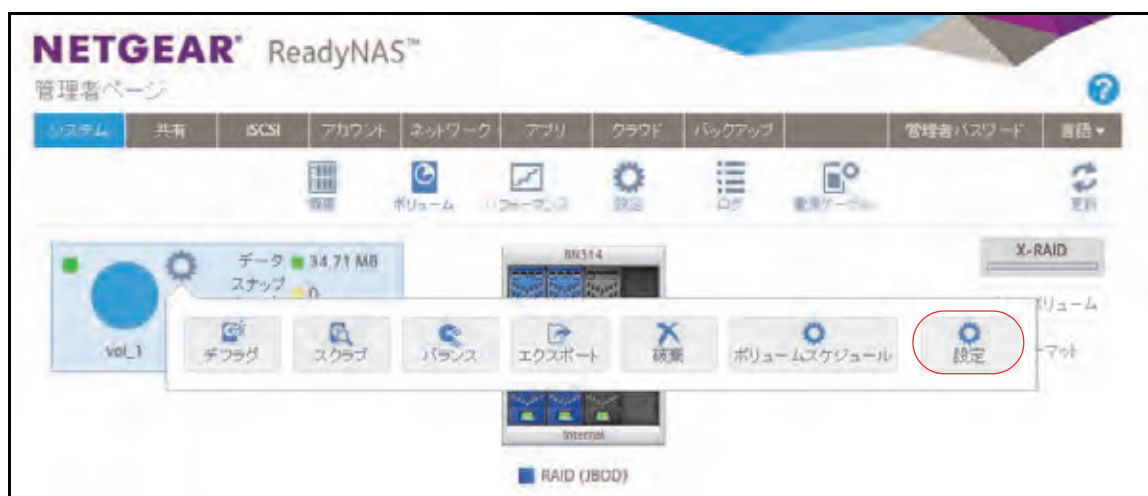 NETGEAR® ReadyNAS™
管理者ページ
システム 共有 iSCSI アカウント ネットワーク アプリ クラウド バックアップ 管理者パスワード 言語▼
概要 ボリューム パフォーマンス 設定 ログ 電源ケーブル 更新
データ 34.71 MB
スナップ
0
vol_1
RN314
X-RAID
リューム
デフラグ スクラブ バランス エクスポート 破棄 ボリュームスケジュール 設定
ーマット
Internal
RAID (JBOD)